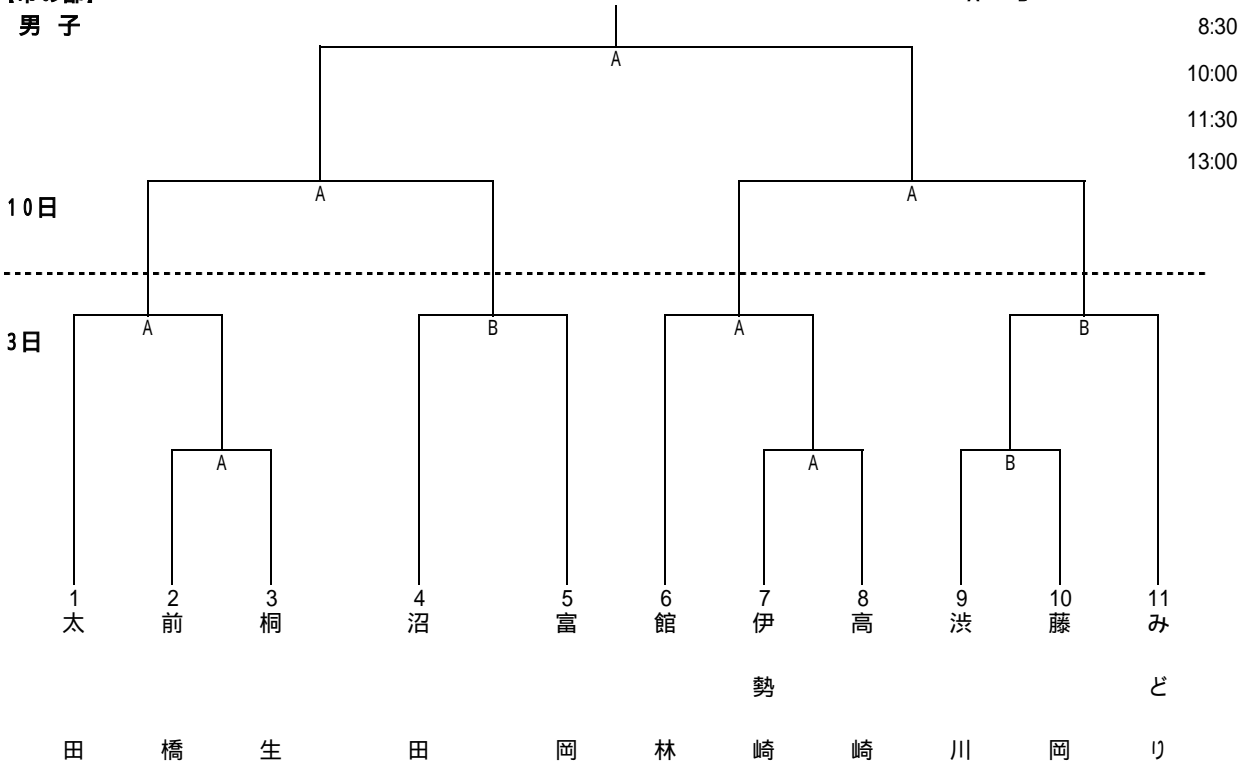 男子
8:30
A
10:00
11:30
13:00
A
A
10日
A
B
A
B
3日
A
A
B
1
2
3
4
5
6
7
8
9
10
11
太田
前橋
桐生
沼田
富岡
館林
伊勢崎
高崎
渋川
藤岡
みどり